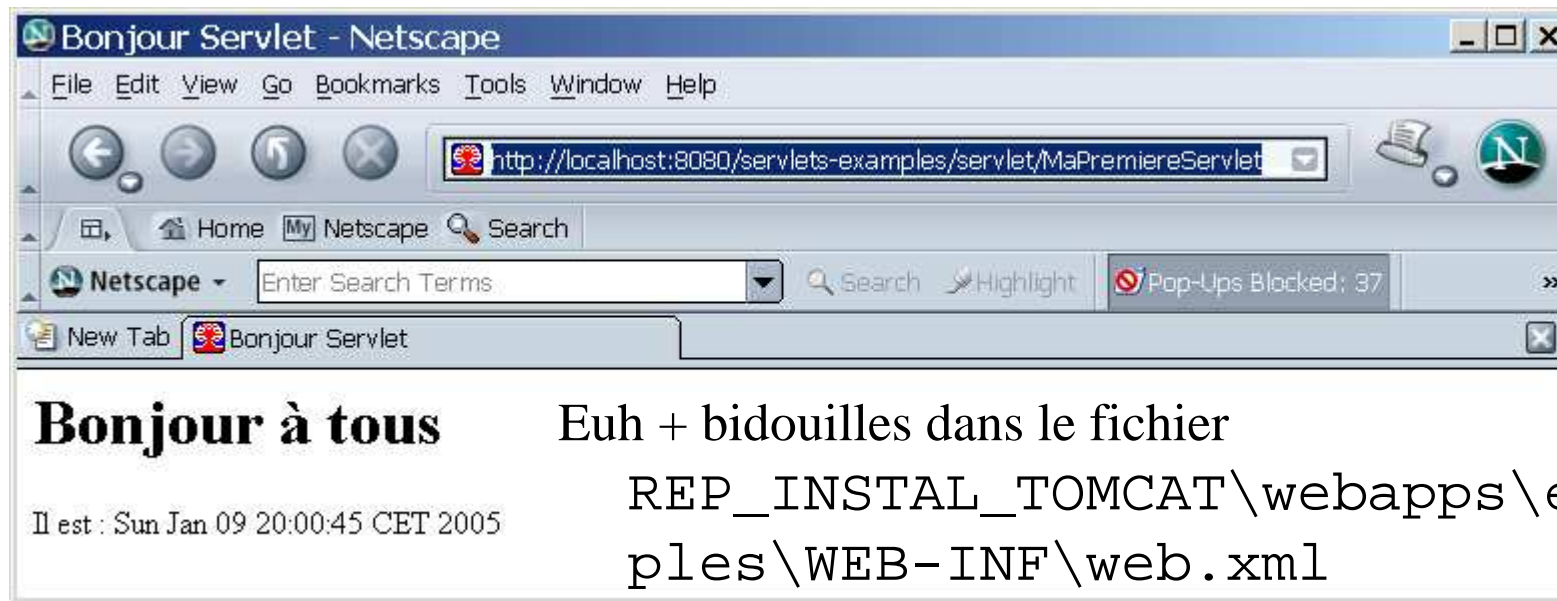 Bonjour Servlet - Netscape
File Edit View Go Bookmarks Tools Window Help
http://localhost:8080/servlets-examples/servlet/MaPremiereServlet
N
Home My Netscape Search
Netscape Enter Search Terms Search Highlight Pop-Ups Blocked: 37 »
New Tab Bonjour Servlet
Bonjour à tous
Il est : Sun Jan 09 20:00:45 CET 2005
Euh + bidouilles dans le fichier
REP_INSTAL_TOMCAT\webapps\e
ples\WEB-INF\web.xml